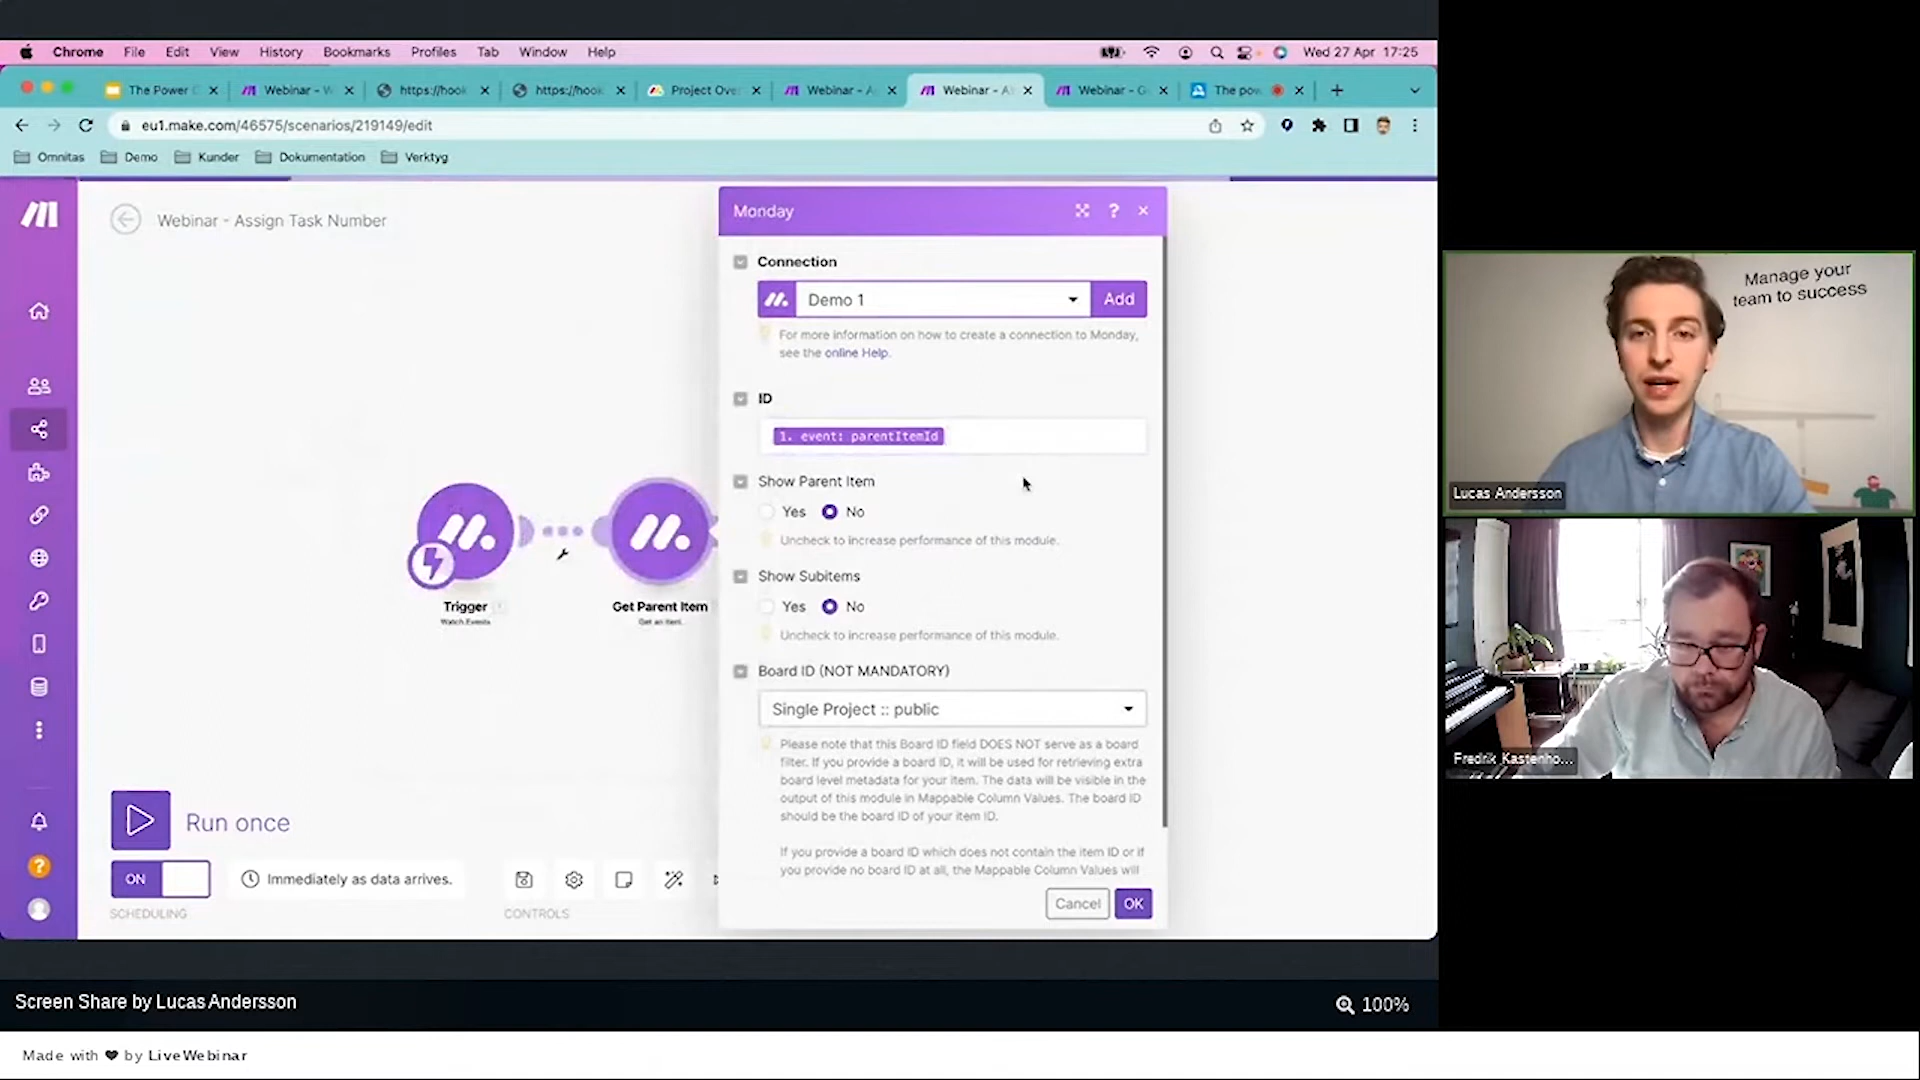 Chrome File Edit View History Bookmarks Profiles Tab Window Help
Wed 27 Apr 17:25
The Power
Webinar - W
https://hook
https://hook
Project Over
Webinar - A
Webinar - A
Webinar - G
The pow
eu1.make.com/46575/scenarios/219149/edit
Omnitas Demo Kunder Dokumentation Verktyg
Webinar - Assign Task Number
Monday
?
Connection
Demo 1
Add
For more information on how to create a connection to Monday,
see the online Help.
ID
1. event: parentItemId
Show Parent Item
Yes No
Uncheck to increase performance of this module.
Show Subitems
Yes No
Uncheck to increase performance of this module.
Board ID (NOT MANDATORY)
Single Project :: public
Please note that this Board ID field DOES NOT serve as a board
filter. If you provide a board ID, it will be used for retrieving extra
board level metadata for your item. The data will be visible in the
output of this module in Mappable Column Values. The board ID
should be the board ID of your item ID.
If you provide a board ID which does not contain the item ID or if
you provide no board ID at all, the Mappable Column Values will
Cancel OK
Trigger
Watch Events
Get Parent Item
Get an Item
Run once
ON
Immediately as data arrives.
SCHEDULING
CONTROLS
Manage your
team to success
Lucas Andersson
Fredrik Kastenho...
Screen Share by Lucas Andersson
100%
Made with ❤ by LiveWebinar